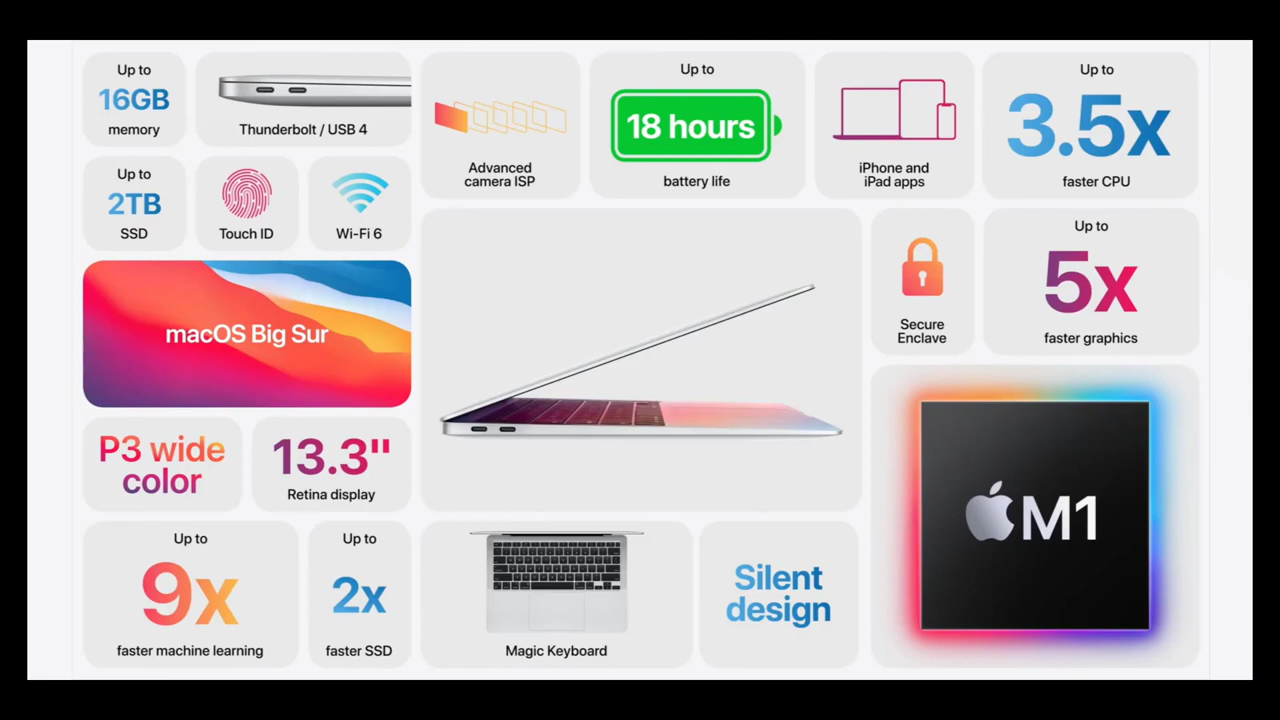 Up to
16GB
memory
Thunderbolt / USB 4
Advanced
camera ISP
Up to
18 hours
battery life
iPhone and
iPad apps
Up to
3.5x
faster CPU
Up to
2TB
SSD
Touch ID
Wi-Fi 6
Secure
Enclave
Up to
5x
faster graphics
macOS Big Sur
P3 wide
color
13.3"
Retina display
M1
Up to
9x
faster machine learning
Up to
2x
faster SSD
Magic Keyboard
Silent
design